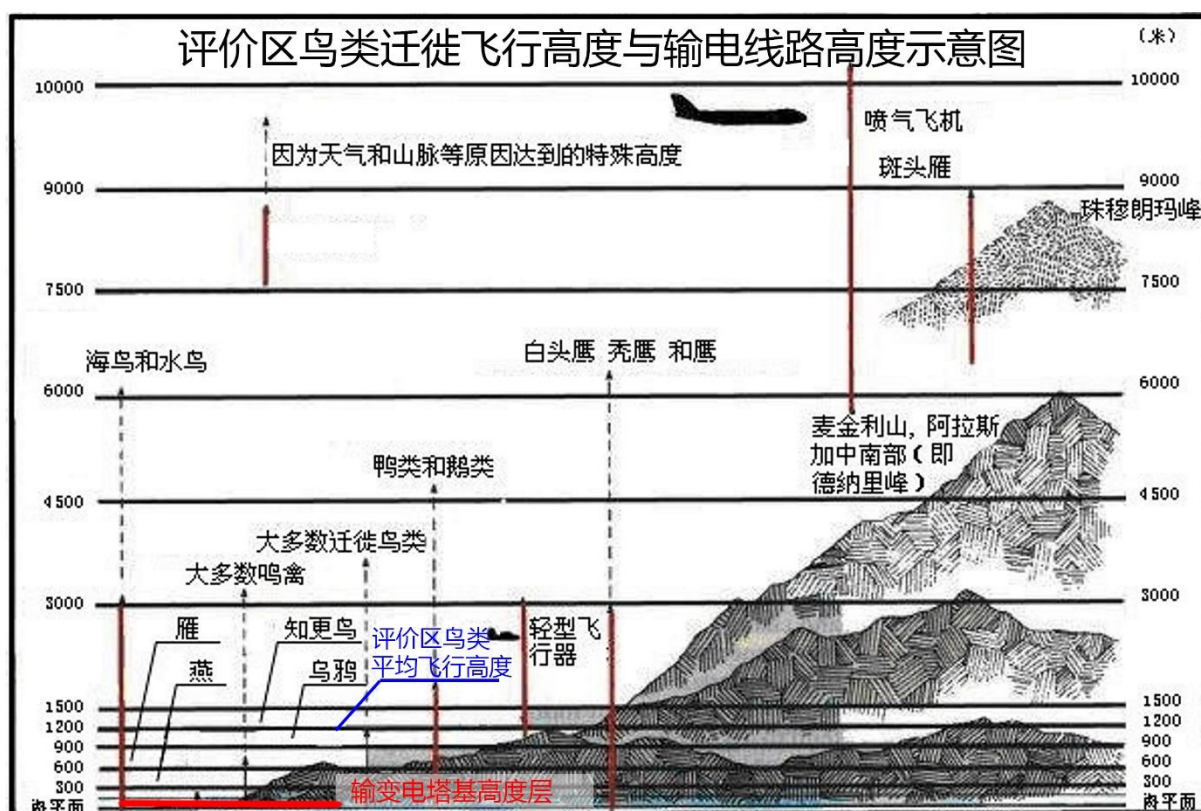 评价区鸟类迁徙飞行高度与输电线路高度示意图
(米)
10000
10000
喷气飞机
因为天气和山脉等原因达到的特殊高度
斑头雁
9000
9000
珠穆朗玛峰
7500
7500
海鸟和水鸟
白头鹰 秃鹰 和鹰
6000
6000
麦金利山，阿拉斯
加中南部(即
德纳里峰)
鸭类和鹅类
4500
4500
大多数迁徙鸟类
大多数鸣禽
3000
3000
雁
知更鸟
评价区鸟类
平均飞行高度
轻型飞
行器
燕
乌鸦
1500
1500
1200
1200
900
900
600
600
300
300
输变电塔基高度层
海平面
海平面